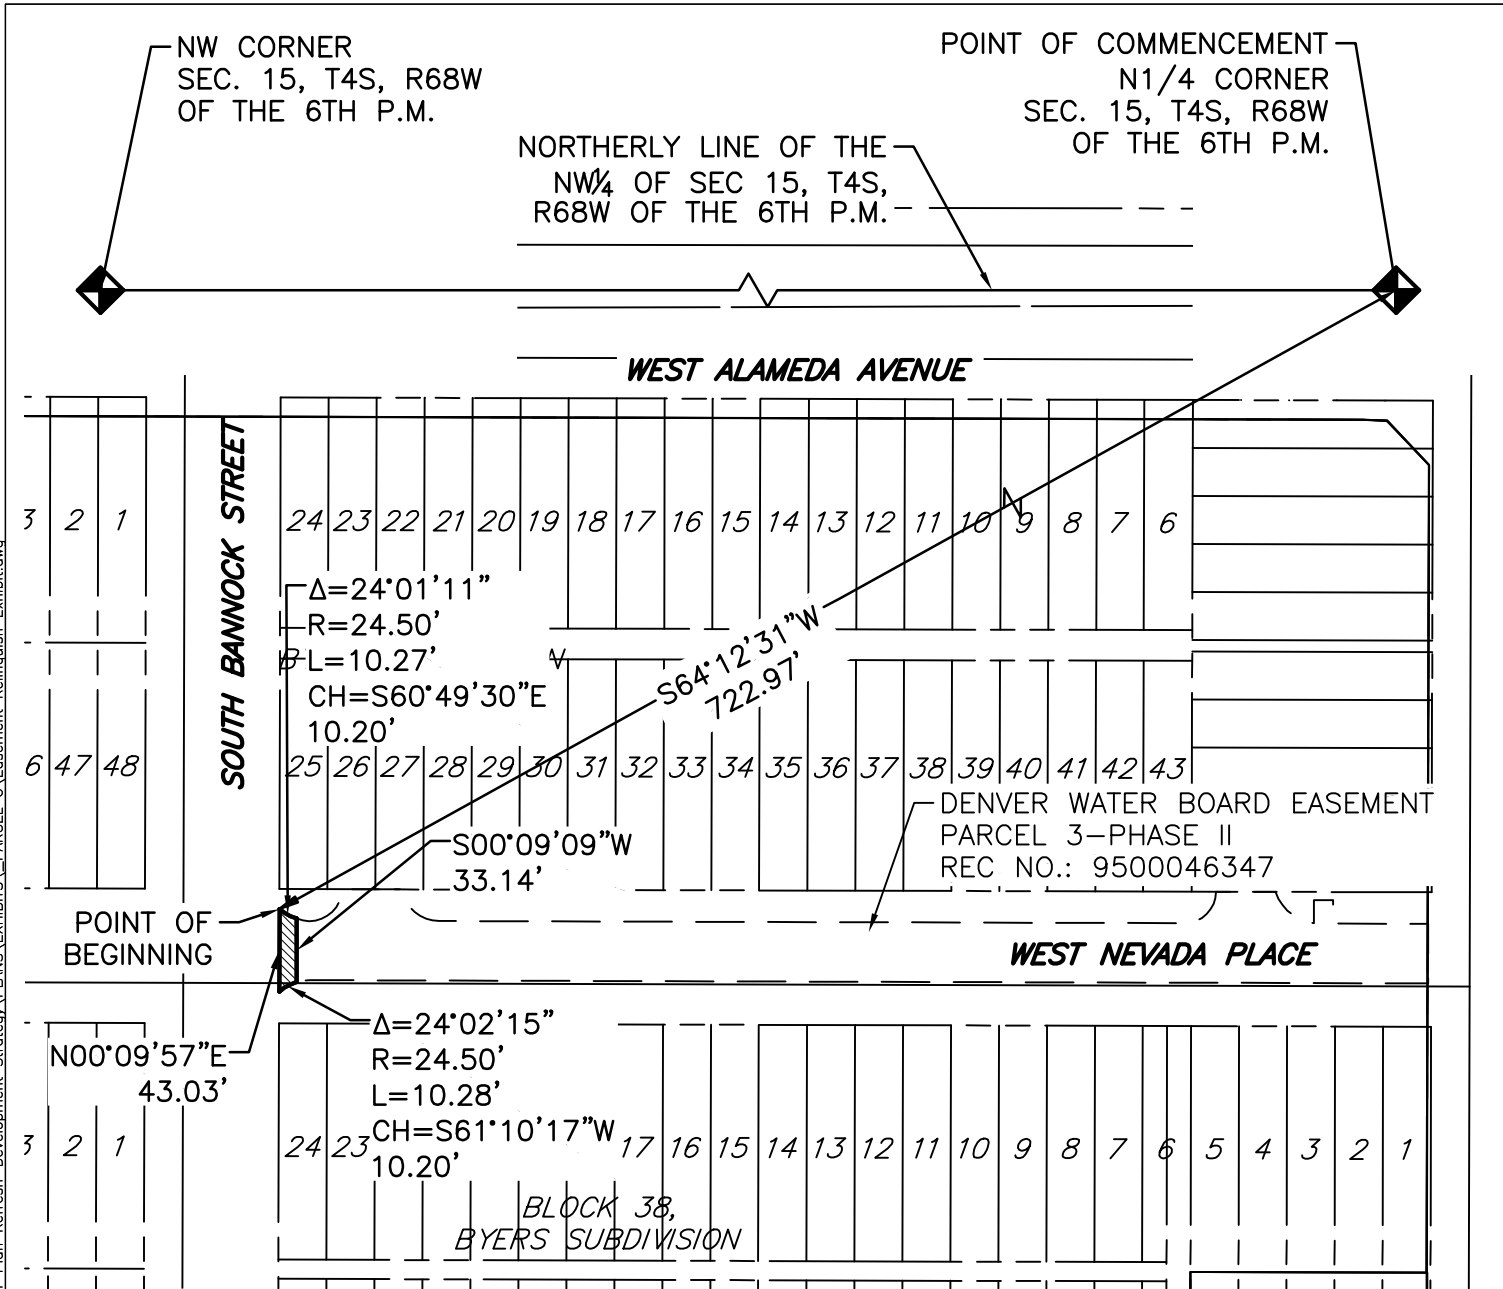 NW CORNER
SEC. 15, T4S, R68W
OF THE 6TH P.M.
POINT OF COMMENCEMENT
N1/4 CORNER
SEC. 15, T4S, R68W
OF THE 6TH P.M.
NORTHERLY LINE OF THE
NW¼ OF SEC 15, T4S,
R68W OF THE 6TH P.M.
WEST ALAMEDA AVENUE
SOUTH BANNOCK STREET
3 2 1 24 23 22 21 20 19 18 17 16 15 14 13 12 11 10 9 8 7 6
Δ=24°01'11"
R=24.50'
L=10.27'
CH=S60°49'30"E
10.20'
S64°12'31"W
722.97'
6 47 48 25 26 27 28 29 30 31 32 33 34 35 36 37 38 39 40 41 42 43
DENVER WATER BOARD EASEMENT
PARCEL 3-PHASE II
REC NO.: 9500046347
S00°09'09"W
33.14'
POINT OF
BEGINNING
WEST NEVADA PLACE
N00°09'57"E
43.03'
Δ=24°02'15"
R=24.50'
L=10.28'
CH=S61°10'17"W
10.20'
3 2 1 24 23 17 16 15 14 13 12 11 10 9 8 7 6 5 4 3 2 1
BLOCK 38,
BYERS SUBDIVISION